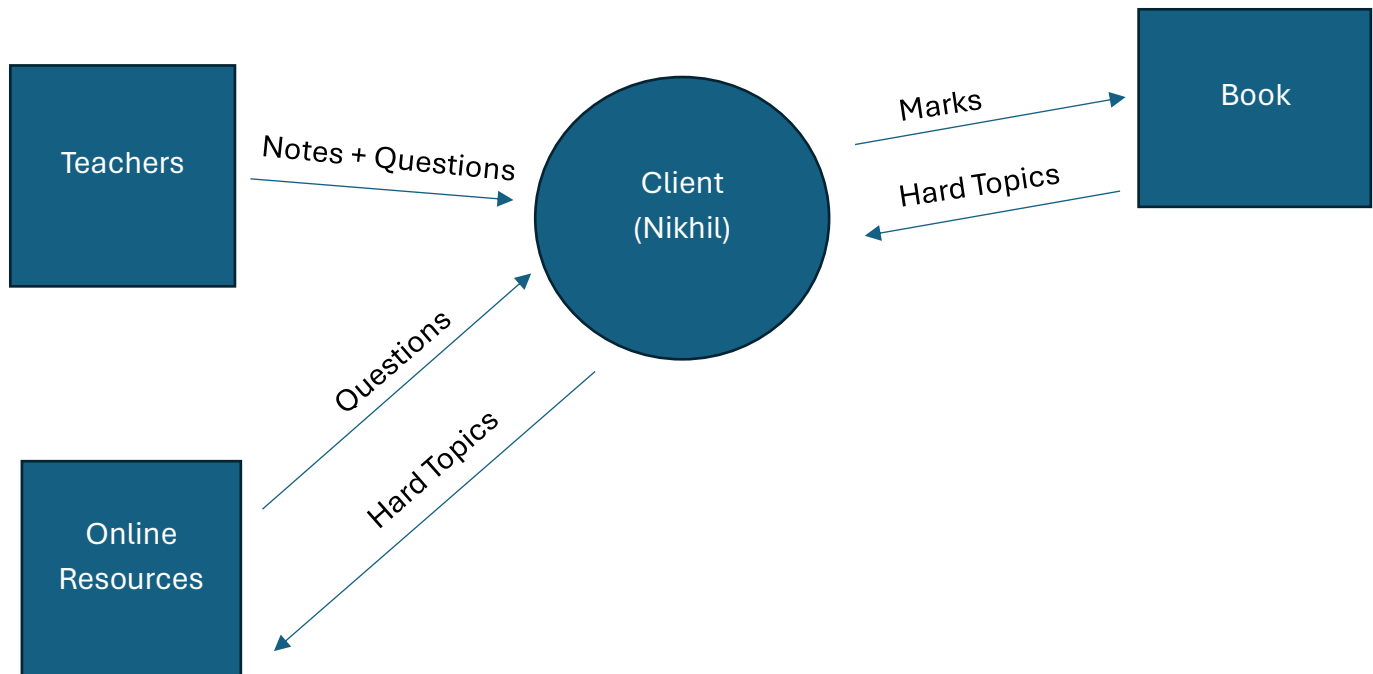 Teachers
Notes + Questions
Client
(Nikhil)
Marks
Hard Topics
Book
Questions
Hard Topics
Online
Resources